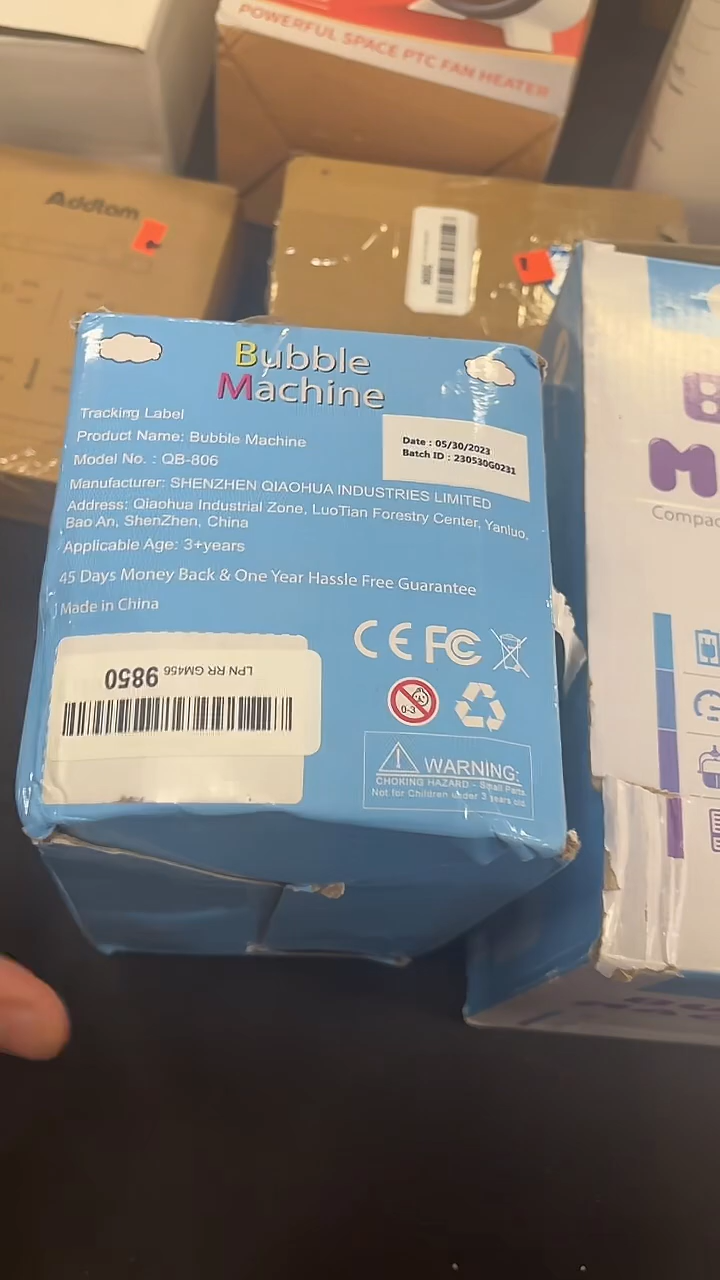 POWERFUL SPACE PTC FAN HEATER
Addtam
Bubble
Machine
Tracking Label
Product Name: Bubble Machine
Model No. : QB-806
Manufacturer: SHENZHEN QIAOHUA INDUSTRIES LIMITED
Address: Qiaohua Industrial Zone, LuoTian Forestry Center, Yanluo,
Bao An, ShenZhen, China
Applicable Age: 3+years
45 Days Money Back & One Year Hassle Free Guarantee
Made in China
Date : 05/30/2023
Batch ID : 230530G0231
LPN RR GM456 9850
CE FC
0-3
WARNING:
CHOKING HAZARD - Small Parts
Not for Children under 3 years old